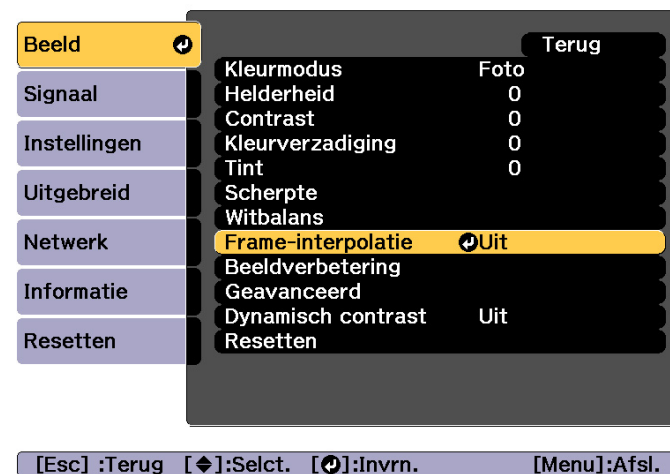 Beeld
Signaal
Instellingen
Uitgebreid
Netwerk
Informatie
Resetten
Terug
Kleurmodus Foto
Helderheid 0
Contrast 0
Kleurverzadiging 0
Tint 0
Scherpte
Witbalans
Frame-interpolatie Uit
Beeldverbetering
Geavanceerd
Dynamisch contrast Uit
Resetten
[Esc] :Terug [◆]:Selct. [↵]:Invrn. [Menu]:Afsl.